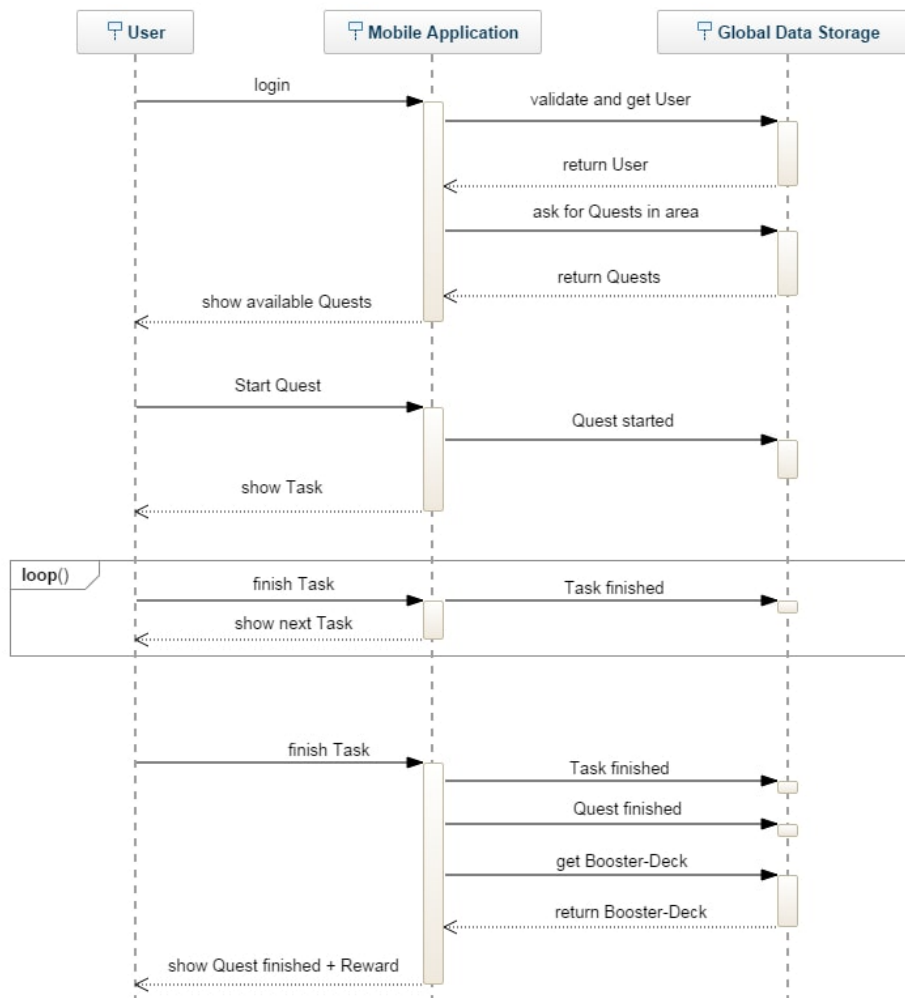 User
Mobile Application
Global Data Storage
login
validate and get User
return User
ask for Quests in area
return Quests
show available Quests
Start Quest
Quest started
show Task
loop()
finish Task
Task finished
show next Task
finish Task
Task finished
Quest finished
get Booster-Deck
return Booster-Deck
show Quest finished + Reward